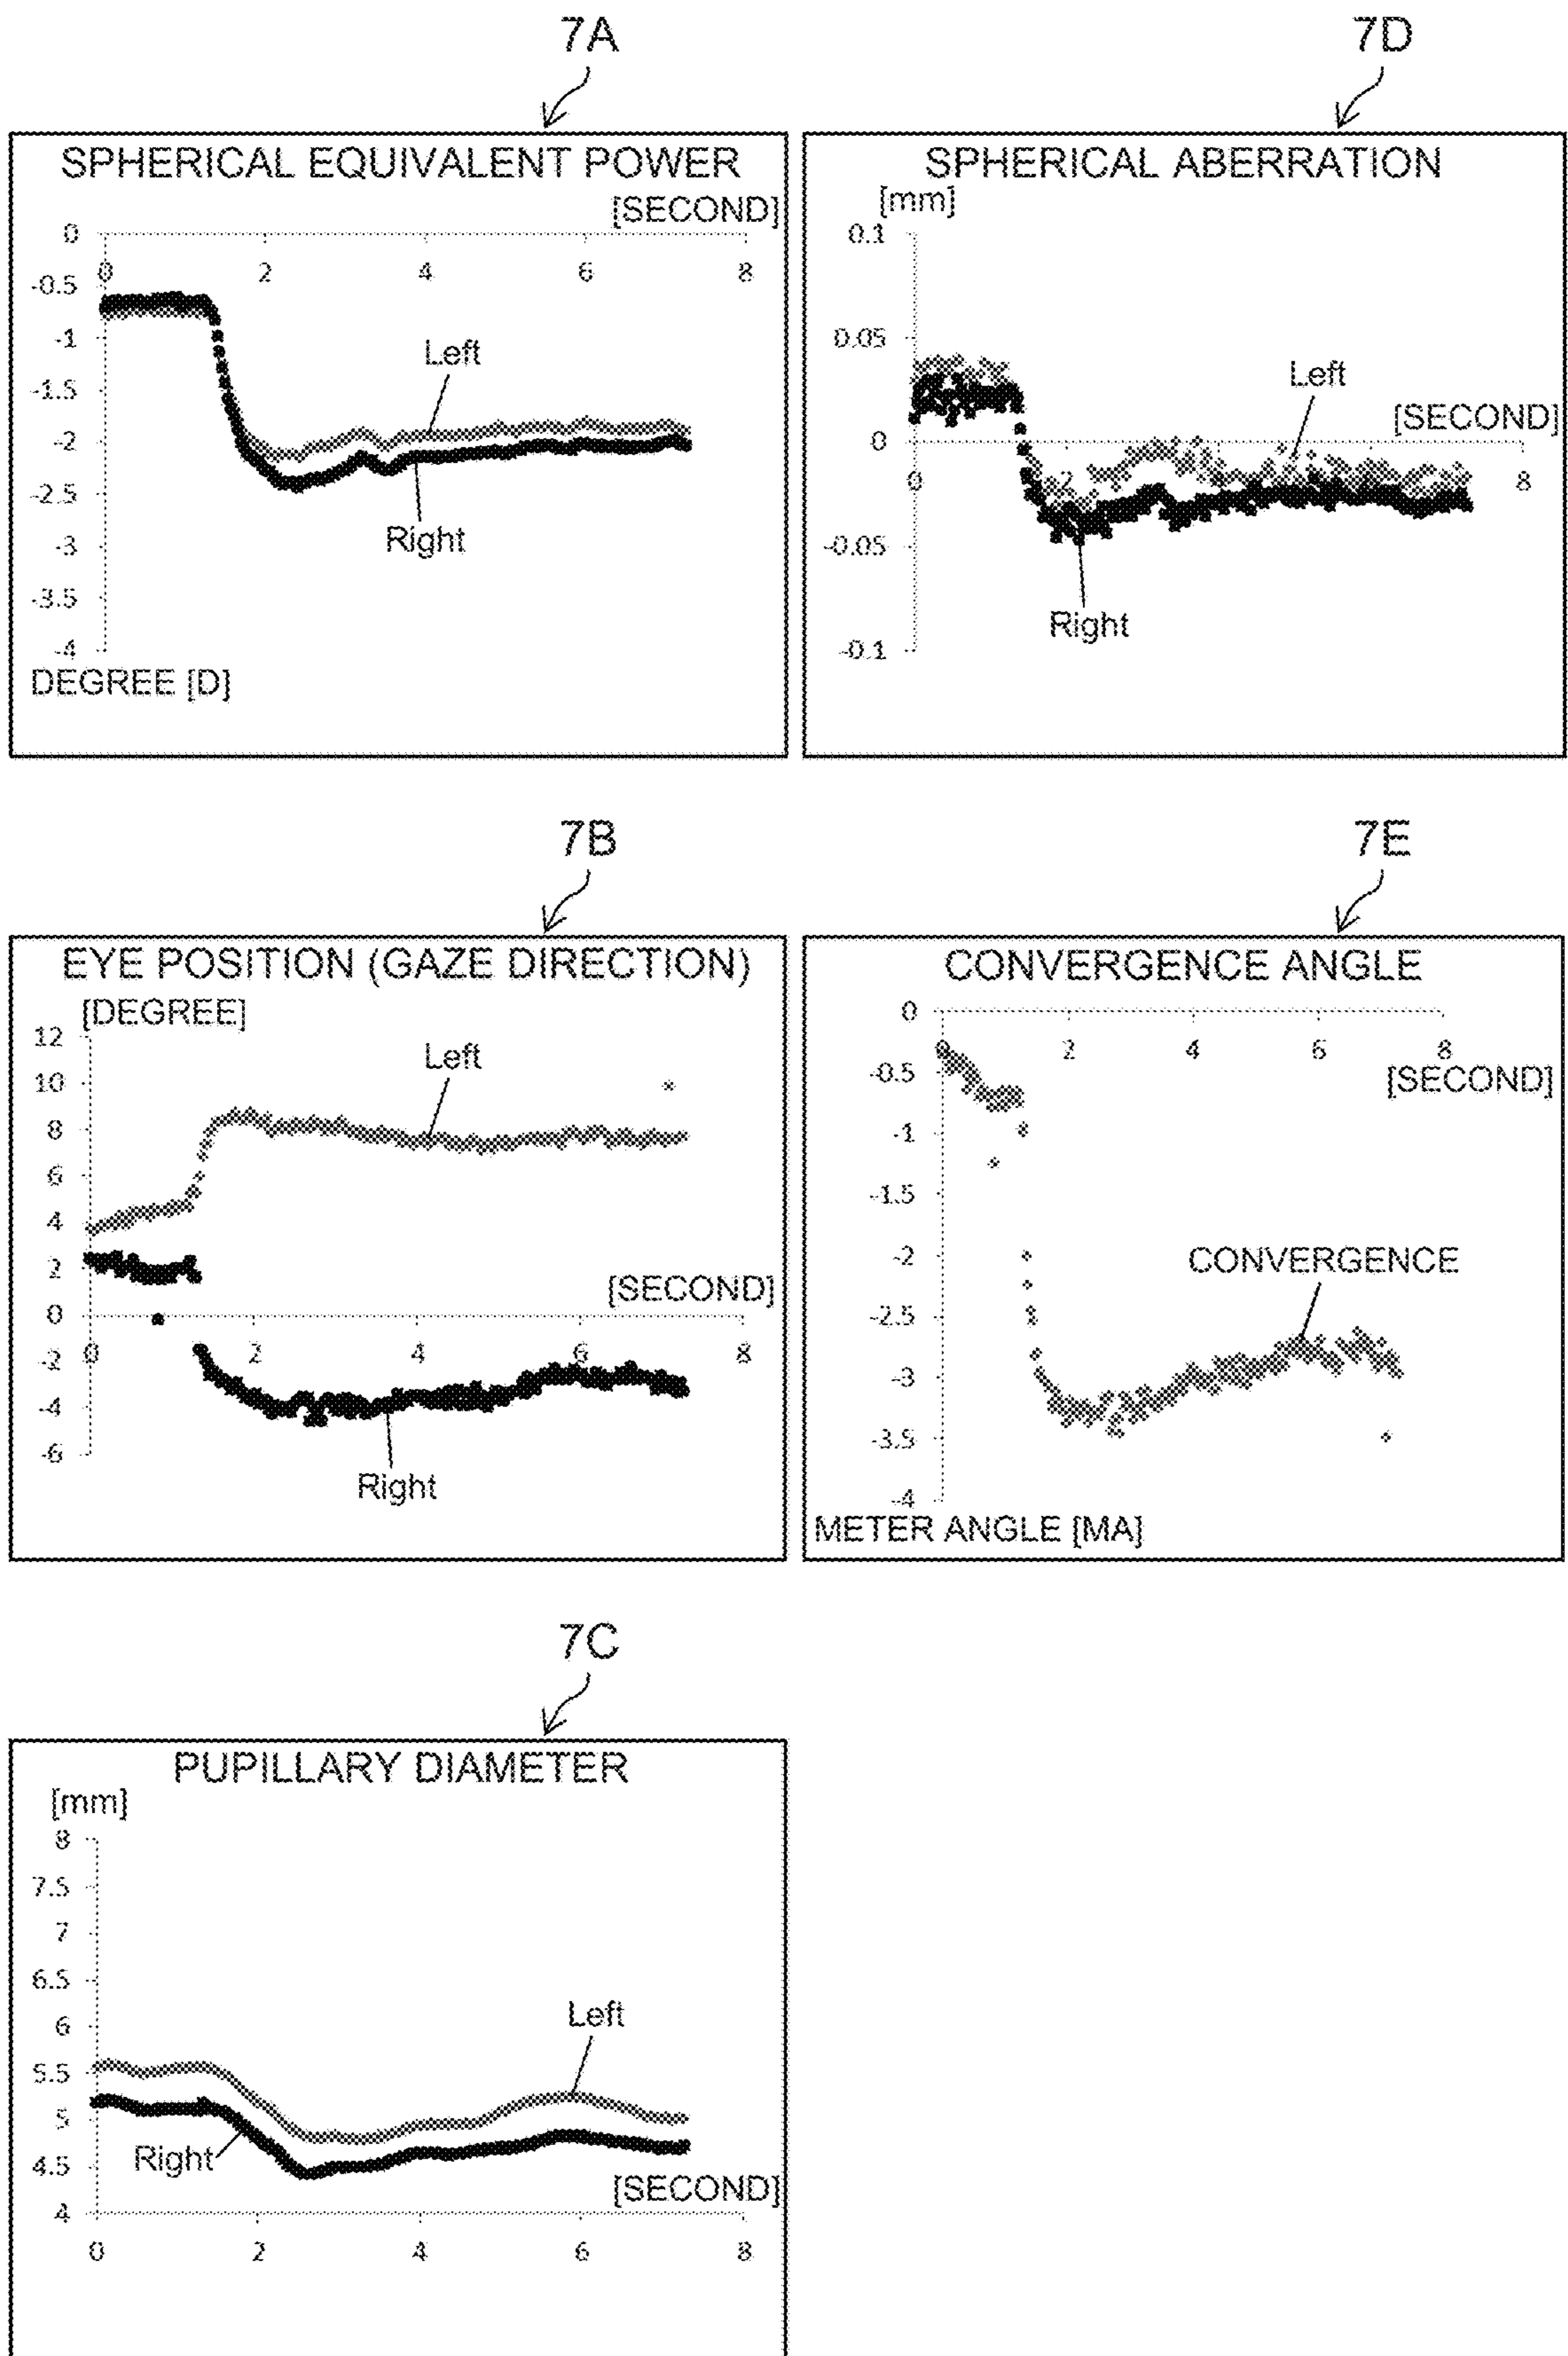 7A
SPHERICAL EQUIVALENT POWER
[SECOND]
0
0 2 4 6 8
-0.5
-1
Left
-1.5
-2
-2.5
Right
-3
-3.5
-4
DEGREE [D]
7D
SPHERICAL ABERRATION
[mm]
0.1
0.05
Left
[SECOND]
0
0 2 4 6 8
-0.05
Right
-0.1
7B
EYE POSITION (GAZE DIRECTION)
[DEGREE]
12
Left
10
8
6
4
2
[SECOND]
0
-2
0 2 4 6 8
-4
-6
Right
7E
CONVERGENCE ANGLE
0
0 2 4 6 8
-0.5
[SECOND]
-1
-1.5
-2
CONVERGENCE
-2.5
-3
-3.5
-4
METER ANGLE [MA]
7C
PUPILLARY DIAMETER
[mm]
8
7.5
7
6.5
6
Left
5.5
5
Right
4.5
[SECOND]
4
0 2 4 6 8